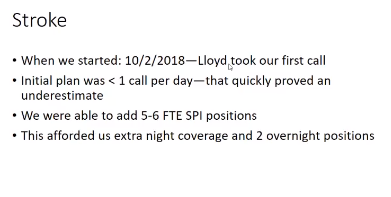 Stroke
• When we started: 10/2/2018—Lloyd took our first call
• Initial plan was < 1 call per day—that quickly proved an
underestimate
• We were able to add 5-6 FTE SPI positions
• This afforded us extra night coverage and 2 overnight positions